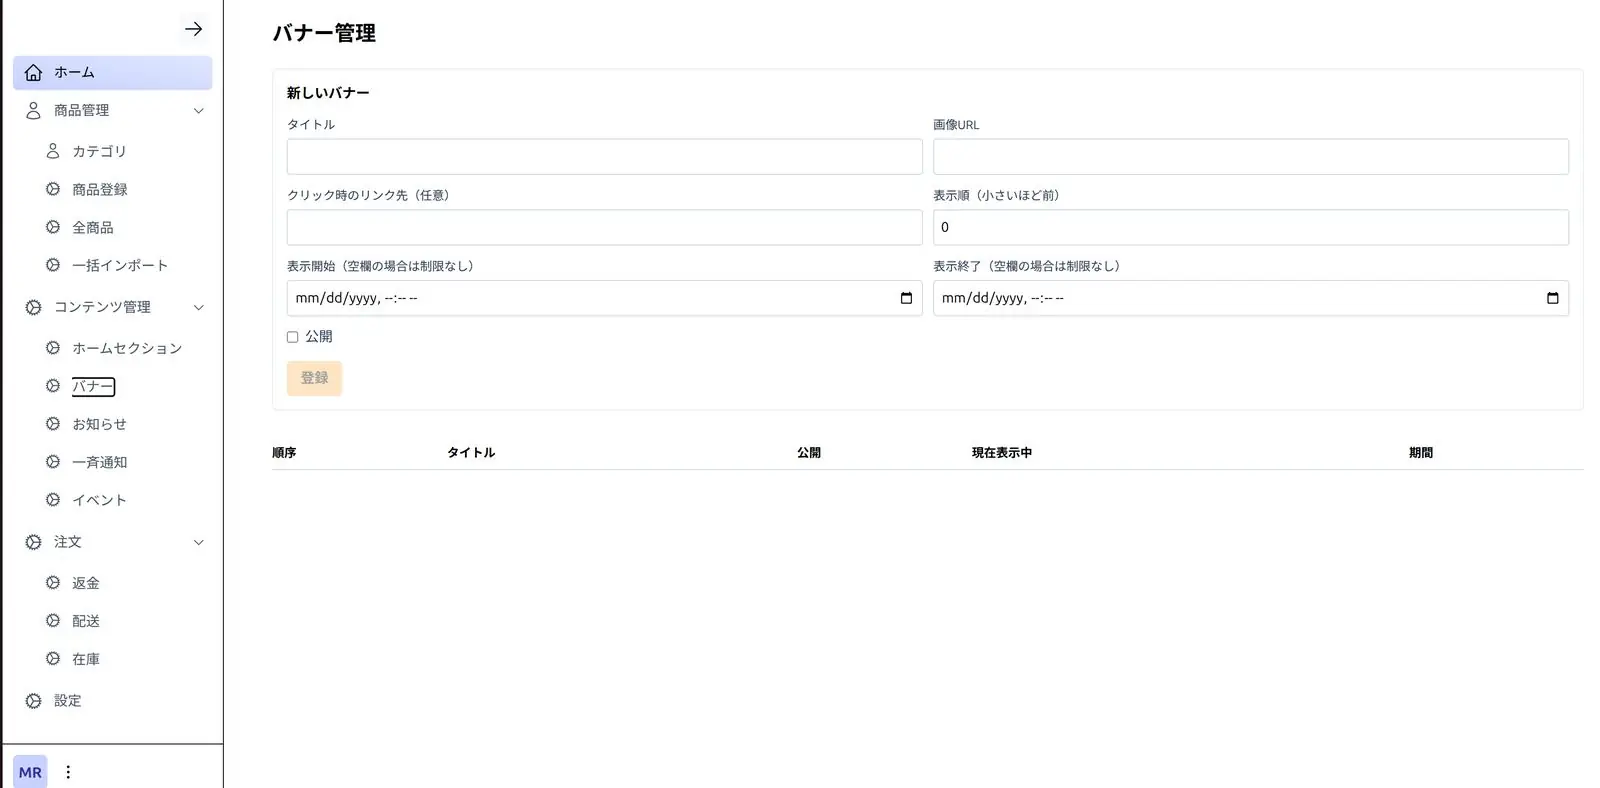 ホーム
商品管理
カテゴリ
商品登録
全商品
一括インポート
コンテンツ管理
ホームセクション
バナー
お知らせ
一斉通知
イベント
注文
返金
配送
在庫
設定
MR
バナー管理
新しいバナー
タイトル
画像URL
クリック時のリンク先（任意）
表示順（小さいほど前）
0
表示開始（空欄の場合は制限なし）
表示終了（空欄の場合は制限なし）
mm/dd/yyyy, --:-- --
mm/dd/yyyy, --:-- --
公開
登録
順序 タイトル 公開 現在表示中 期間